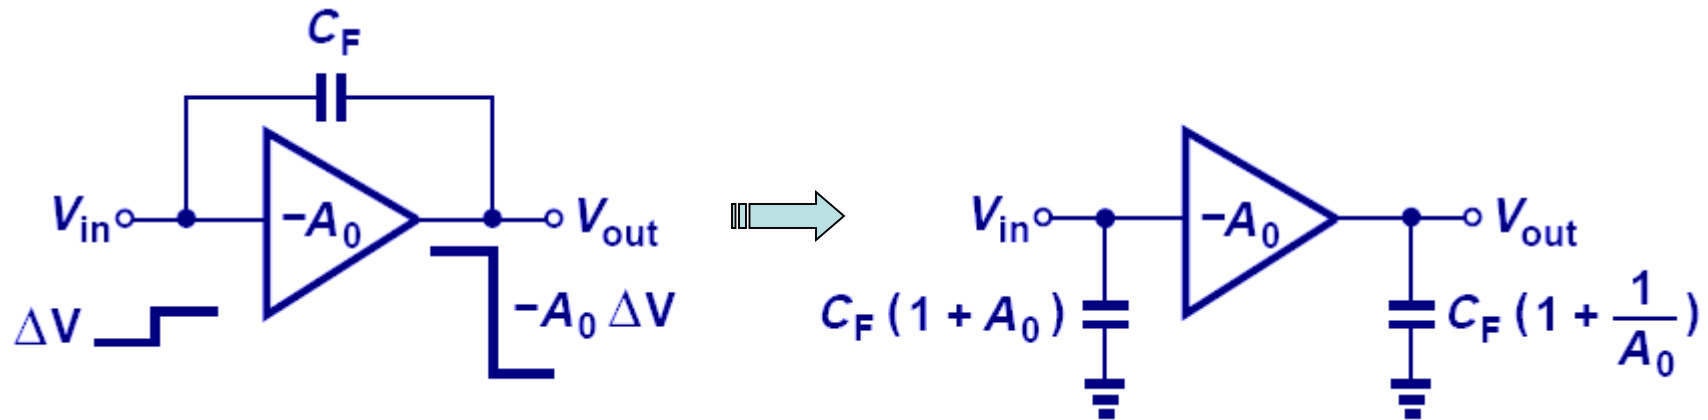 C_F
V_in
−A_0
V_out
ΔV
−A_0 ΔV
V_in
−A_0
V_out
C_F (1 + A_0)
C_F (1 + 1/A_0)